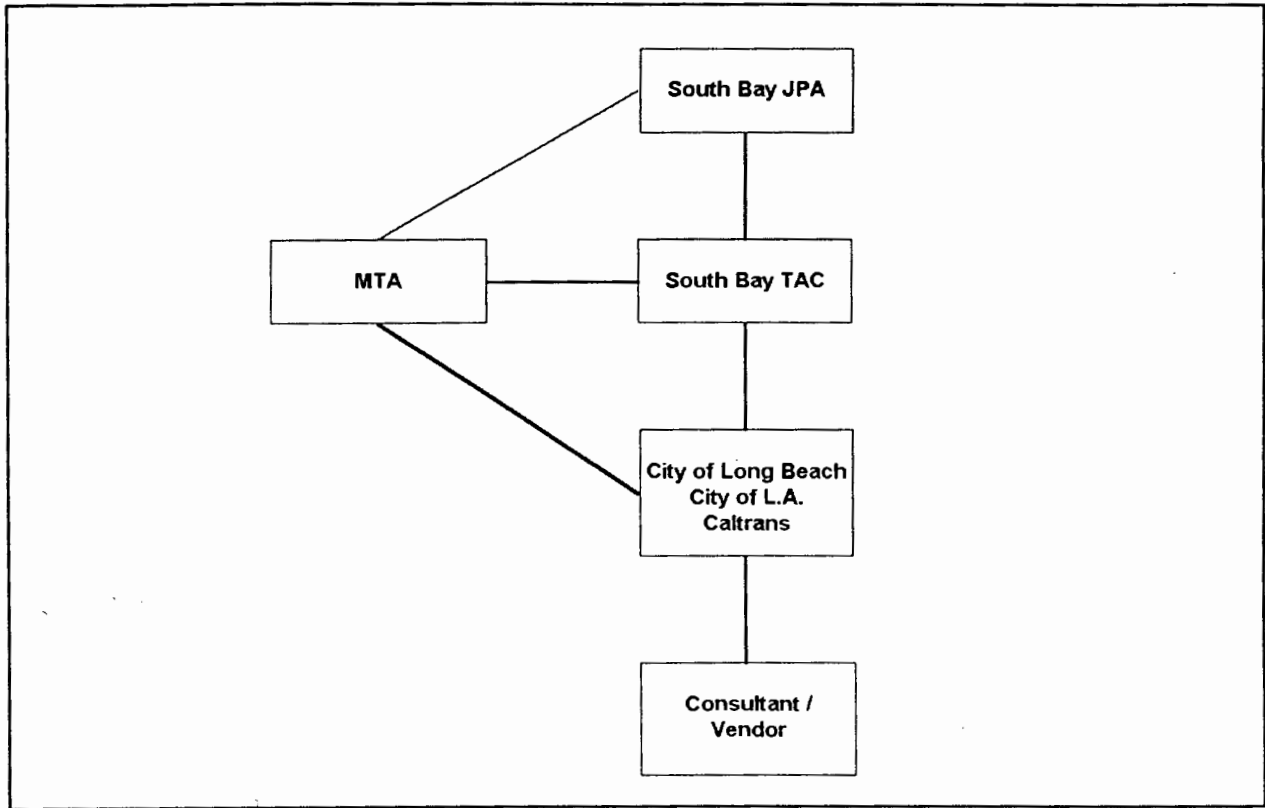 South Bay JPA
MTA
South Bay TAC
City of Long Beach
City of L.A.
Caltrans
Consultant /
Vendor